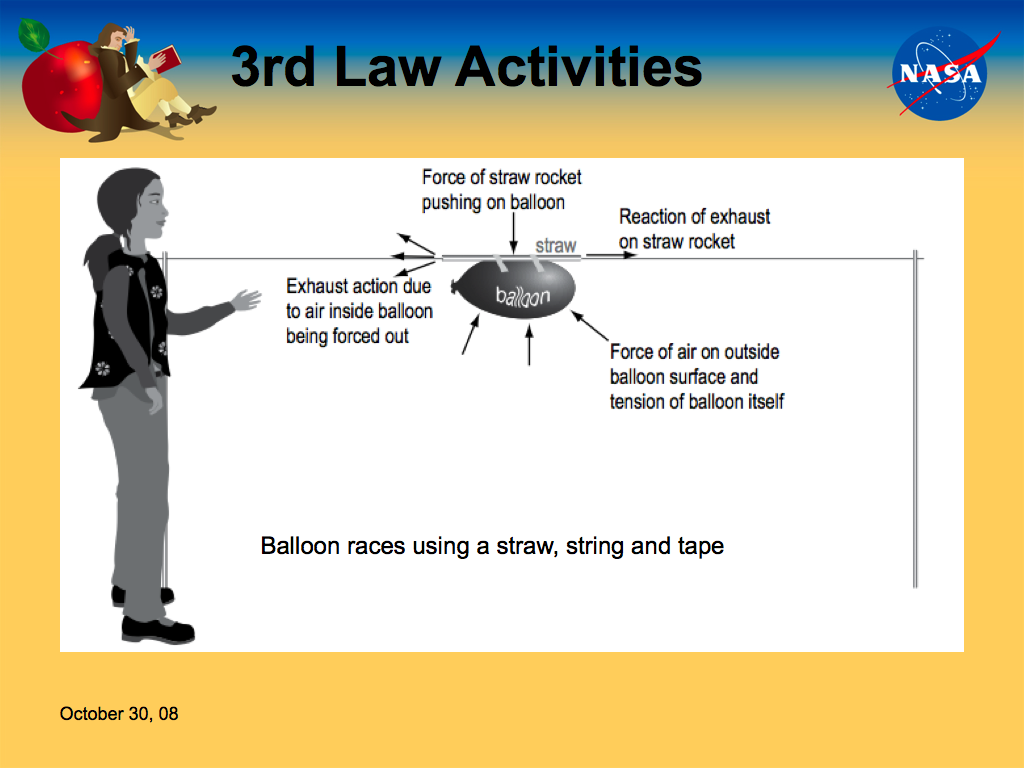 3rd Law Activities
NASA
Force of straw rocket
pushing on balloon
Reaction of exhaust
on straw rocket
straw
Exhaust action due
to air inside balloon
being forced out
balloon
Force of air on outside
balloon surface and
tension of balloon itself
Balloon races using a straw, string and tape
October 30, 08